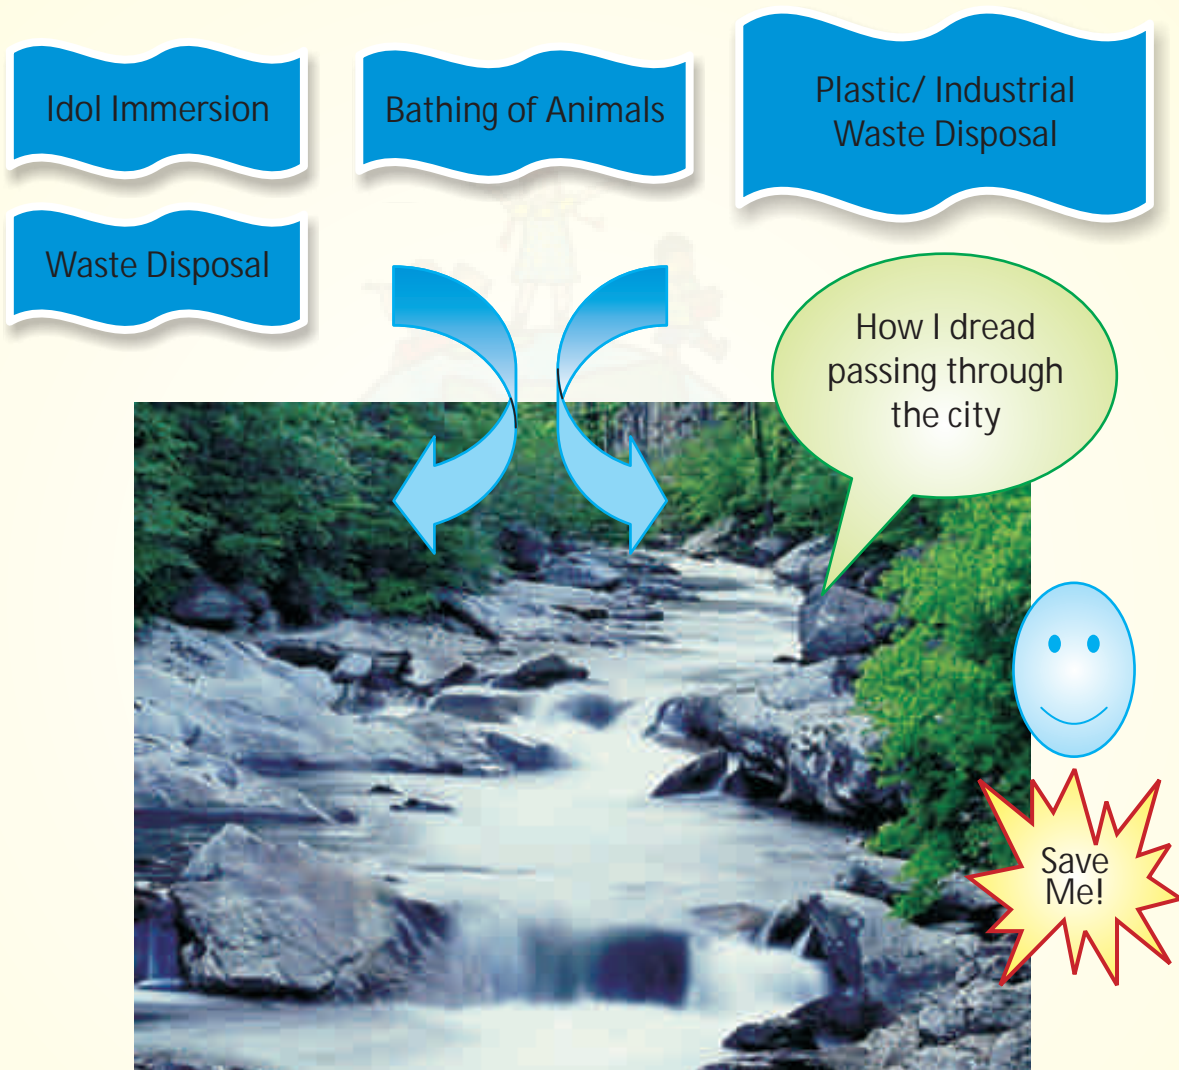 Idol Immersion
Bathing of Animals
Plastic/ Industrial
Waste Disposal
Waste Disposal
How I dread
passing through
the city
Save
Me!